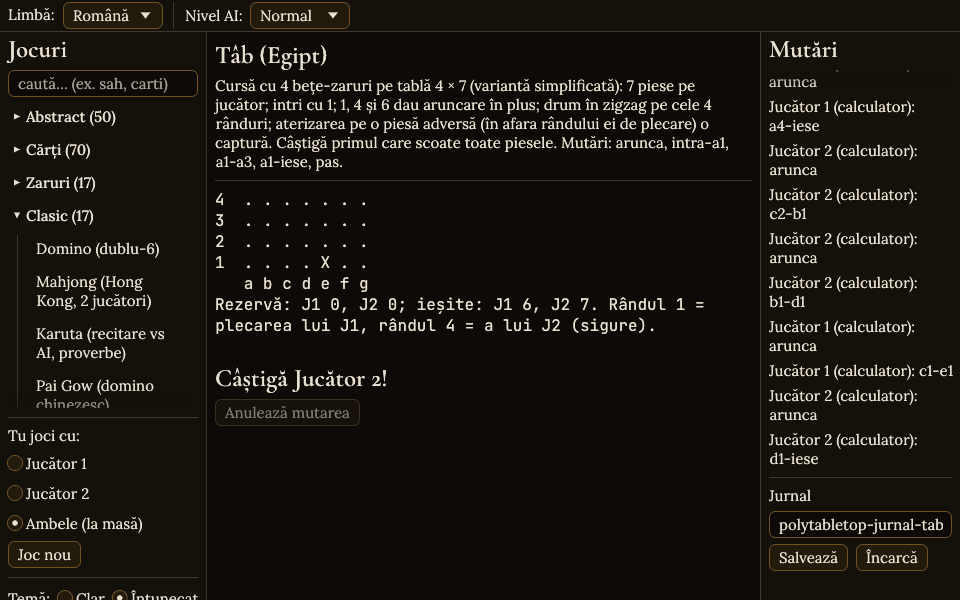 Limbă: Română ▼ Nivel AI: Normal ▼
Jocuri
caută... (ex. sah, carti)
▸ Abstract (50)
▸ Cărți (70)
▸ Zaruri (17)
▾ Clasic (17)
Domino (dublu-6)
Mahjong (Hong
Kong, 2 jucători)
Karuta (recitare vs
AI, proverbe)
Pai Gow (domino
chinezesc)
Tu joci cu:
Jucător 1
Jucător 2
Ambele (la masă)
Joc nou
Temă: Clar Întunecat
Tâb (Egipt)
Cursă cu 4 bețe-zaruri pe tablă 4 × 7 (variantă simplificată): 7 piese pe
jucător; intri cu 1; 1, 4 și 6 dau aruncare în plus; drum în zigzag pe cele 4
rânduri; aterizarea pe o piesă adversă (în afara rândului ei de plecare) o
captură. Câștigă primul care scoate toate piesele. Mutări: arunca, intra-a1,
a1-a3, a1-iese, pas.
4 . . . . . . .
3 . . . . . . .
2 . . . . . . .
1 . . . . X . .
a b c d e f g
Rezervă: J1 0, J2 0; ieșite: J1 6, J2 7. Rândul 1 =
plecarea lui J1, rândul 4 = a lui J2 (sigure).
Câștigă Jucător 2!
Anulează mutarea
Mutări
arunca
Jucător 1 (calculator):
a4-iese
Jucător 2 (calculator):
arunca
Jucător 2 (calculator):
c2-b1
Jucător 2 (calculator):
arunca
Jucător 2 (calculator):
b1-d1
Jucător 1 (calculator):
arunca
Jucător 1 (calculator): c1-e1
Jucător 2 (calculator):
arunca
Jucător 2 (calculator):
d1-iese
Jurnal
polytabletop-jurnal-tab
Salvează Încarcă